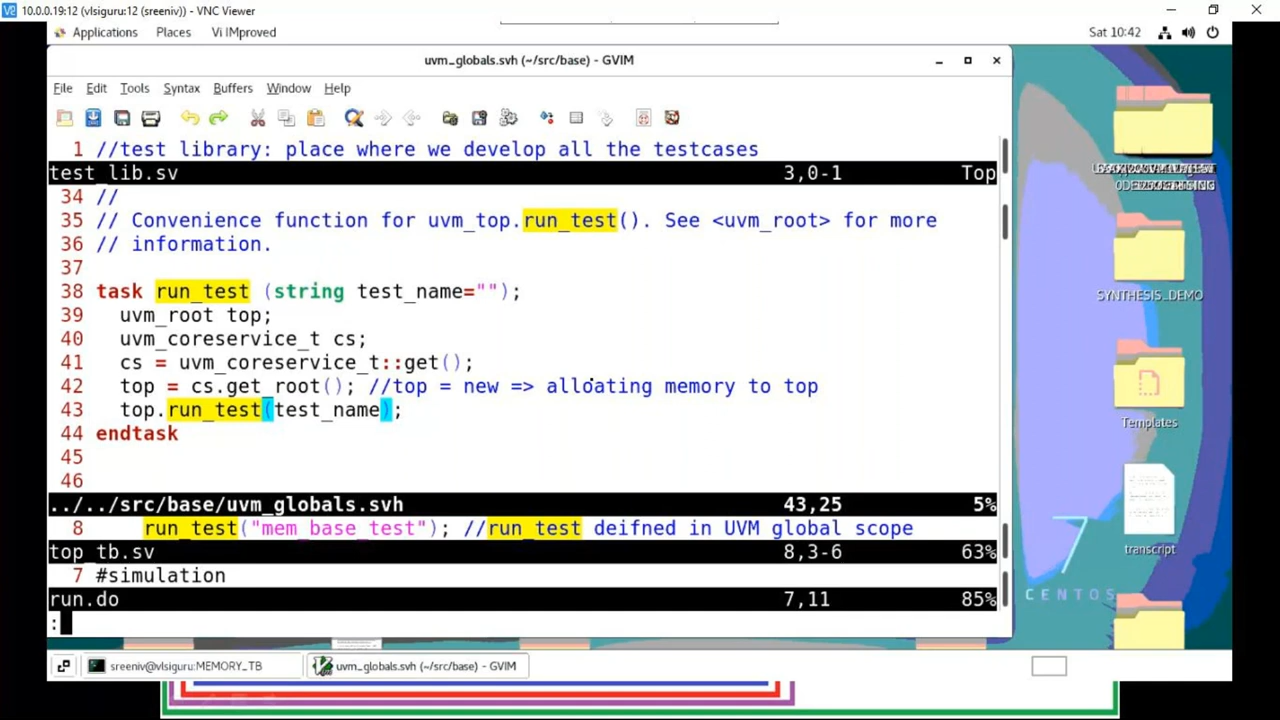 10.0.0.19:12 (vlsiguru:12 (sreeniv)) - VNC Viewer
Applications Places Vi IMproved Sat 10:42
uvm_globals.svh (~/src/base) - GVIM
File Edit Tools Syntax Buffers Window Help
1 //test library: place where we develop all the testcases
test_lib.sv 3,0-1 Top
34 //
35 // Convenience function for uvm_top.run_test(). See <uvm_root> for more
36 // information.
37
38 task run_test (string test_name="");
39 uvm_root top;
40 uvm_coreservice_t cs;
41 cs = uvm_coreservice_t::get();
42 top = cs.get_root(); //top = new => alloating memory to top
43 top.run_test(test_name);
44 endtask
45
46
../../src/base/uvm_globals.svh 43,25 5%
8 run_test("mem_base_test"); //run_test deifned in UVM global scope
top_tb.sv 8,3-6 63%
7 #simulation
run.do 7,11 85%
:
SYNTHESIS_DEMO
Templates
transcript
7
CENTOS
sreeniv@vlsiguru:MEMORY_TB
uvm_globals.svh (~/src/base) - GVIM